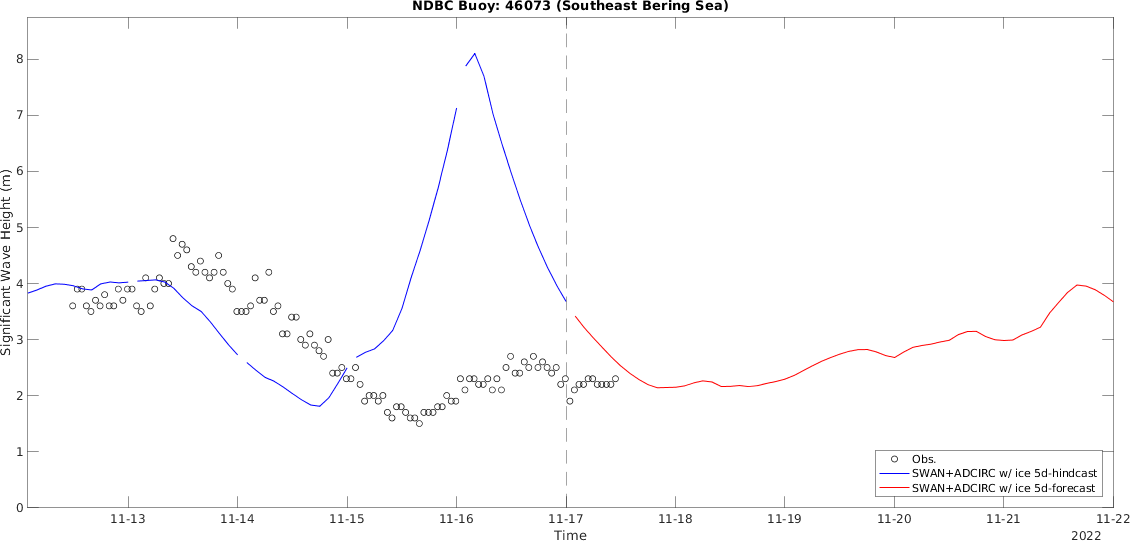 NDBC Buoy: 46073 (Southeast Bering Sea)
Significant Wave Height (m)
8
7
6
5
4
3
2
1
0
Obs.
SWAN+ADCIRC w/ ice 5d-hindcast
SWAN+ADCIRC w/ ice 5d-forecast
11-13 11-14 11-15 11-16 11-17 11-18 11-19 11-20 11-21 11-22
Time
2022